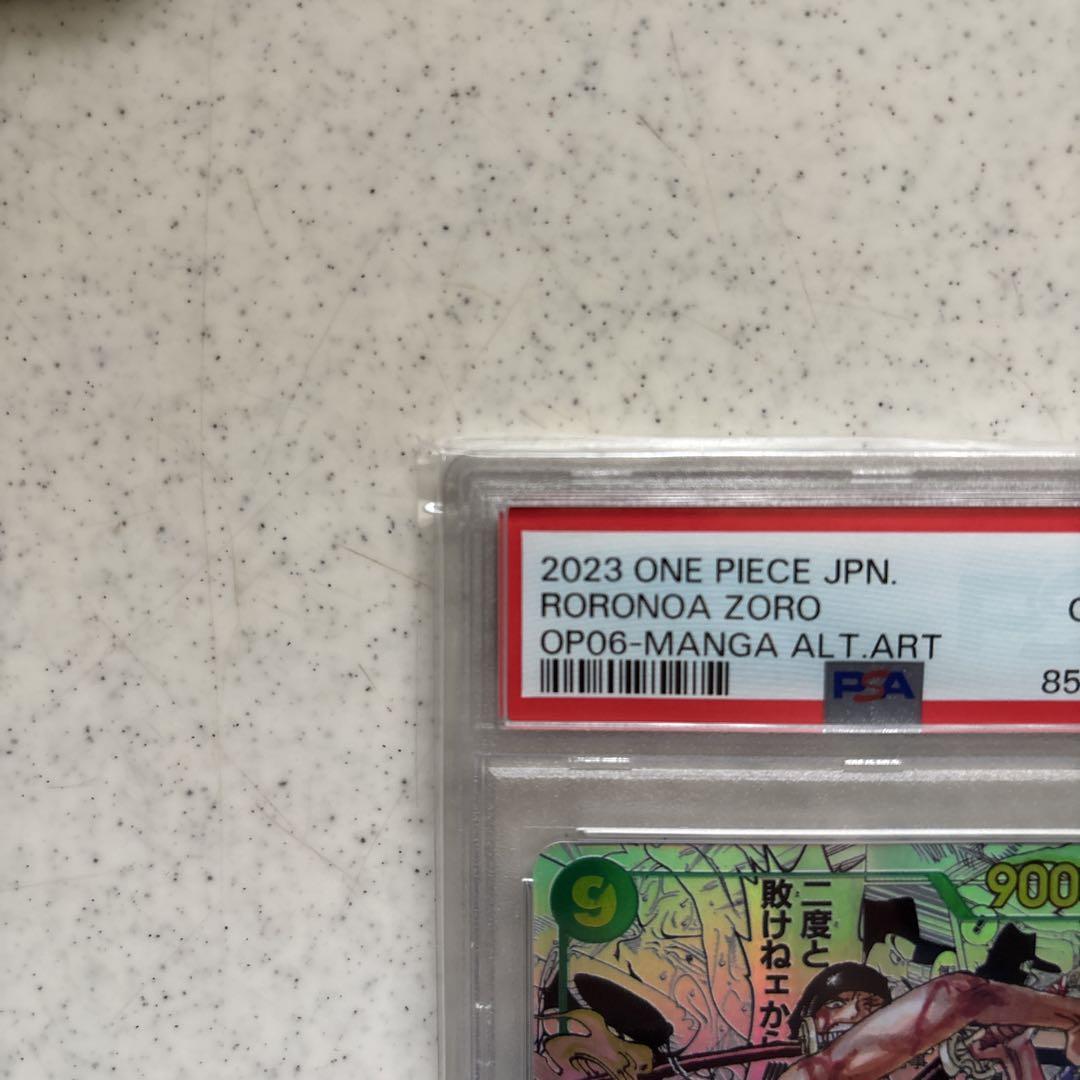 2023 ONE PIECE JPN.
RORONOA ZORO
OP06-MANGA ALT.ART
PSA
85
9
900
二度と
敗けねェから